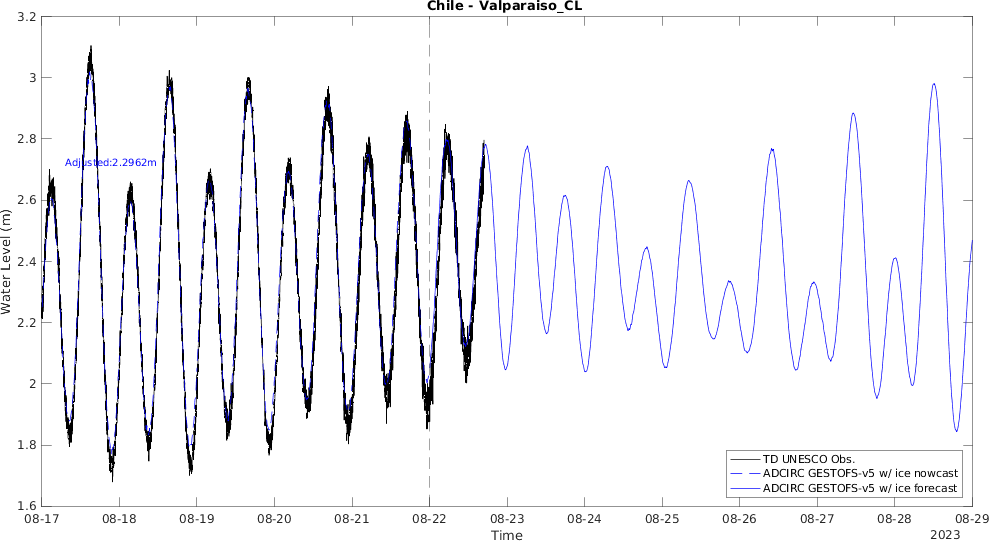 Chile - Valparaiso_CL
3.2
3
2.8
2.6
2.4
2.2
2
1.8
1.6
Water Level (m)
Adjusted:2.2962m
TD UNESCO Obs.
ADCIRC GESTOFS-v5 w/ ice nowcast
ADCIRC GESTOFS-v5 w/ ice forecast
08-17 08-18 08-19 08-20 08-21 08-22 08-23 08-24 08-25 08-26 08-27 08-28 08-29
Time
2023